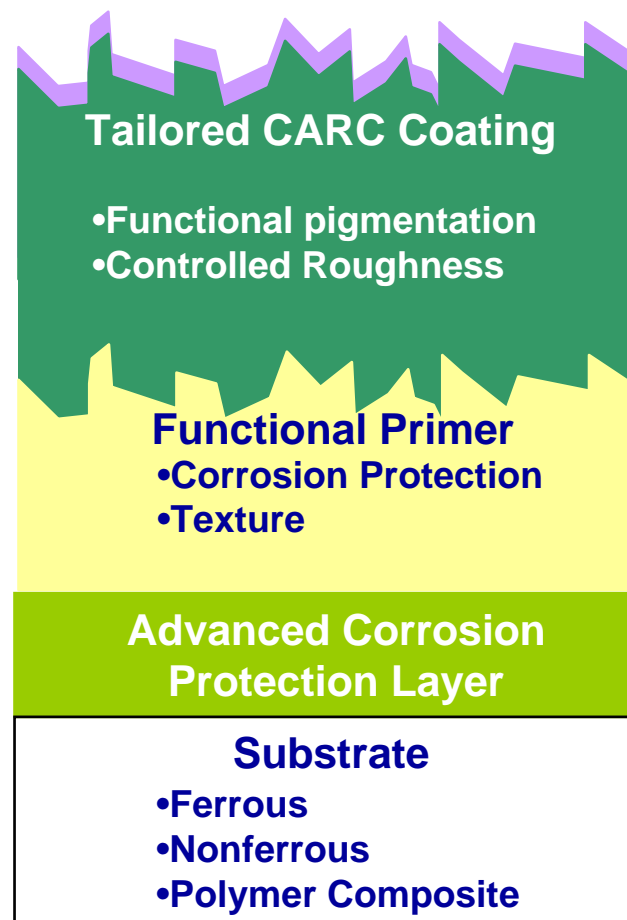 Tailored CARC Coating
•Functional pigmentation
•Controlled Roughness
Functional Primer
•Corrosion Protection
•Texture
Advanced Corrosion
Protection Layer
Substrate
•Ferrous
•Nonferrous
•Polymer Composite